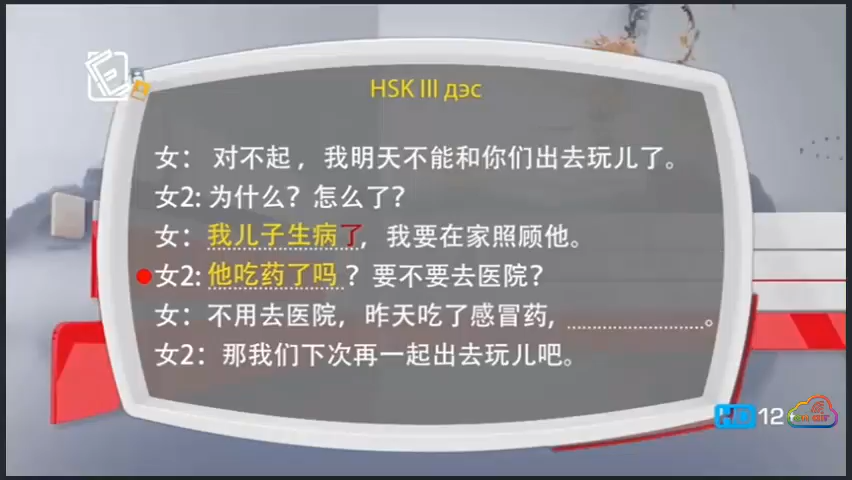 HSK III дэс
女： 对不起，我明天不能和你们出去玩儿了。
女2: 为什么？怎么了？
女： 我儿子生病了，我要在家照顾他。
女2: 他吃药了吗？要不要去医院？
女：不用去医院，昨天吃了感冒药，....................。
女2：那我们下次再一起出去玩儿吧。
HD 12+